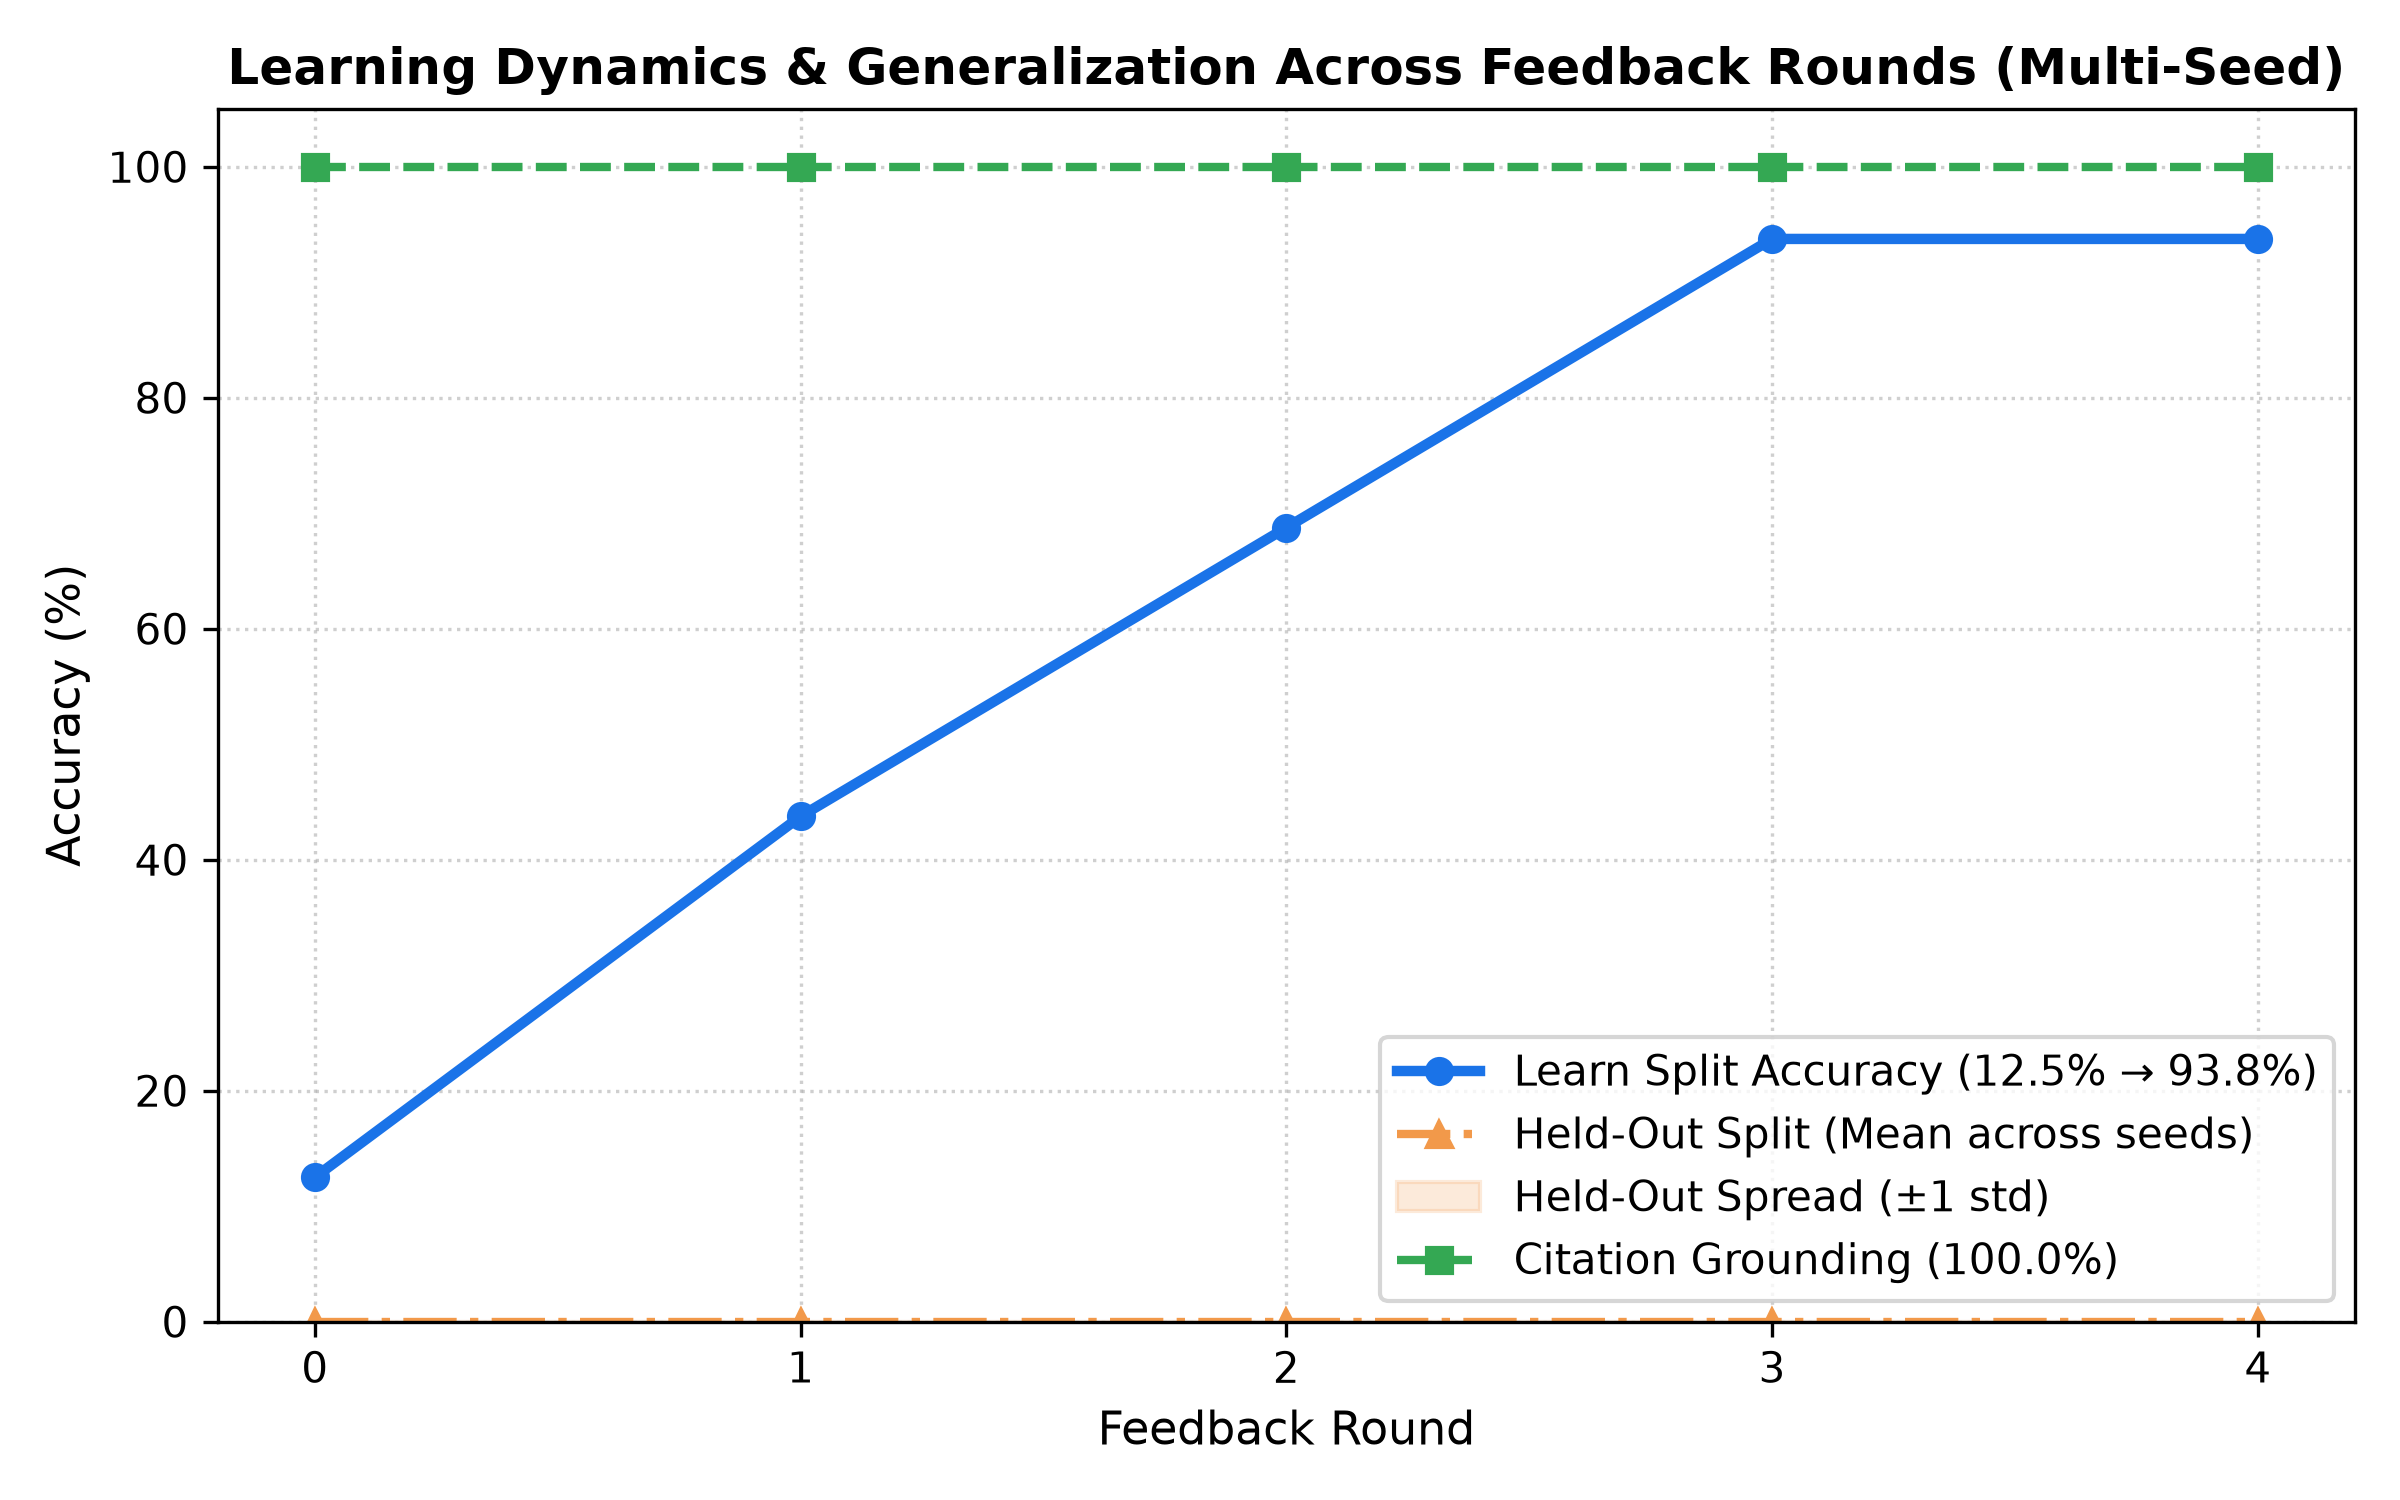 Learning Dynamics & Generalization Across Feedback Rounds (Multi-Seed)
100
80
60
40
20
0
Accuracy (%)
Learn Split Accuracy (12.5% → 93.8%)
Held-Out Split (Mean across seeds)
Held-Out Spread (±1 std)
Citation Grounding (100.0%)
0 1 2 3 4
Feedback Round